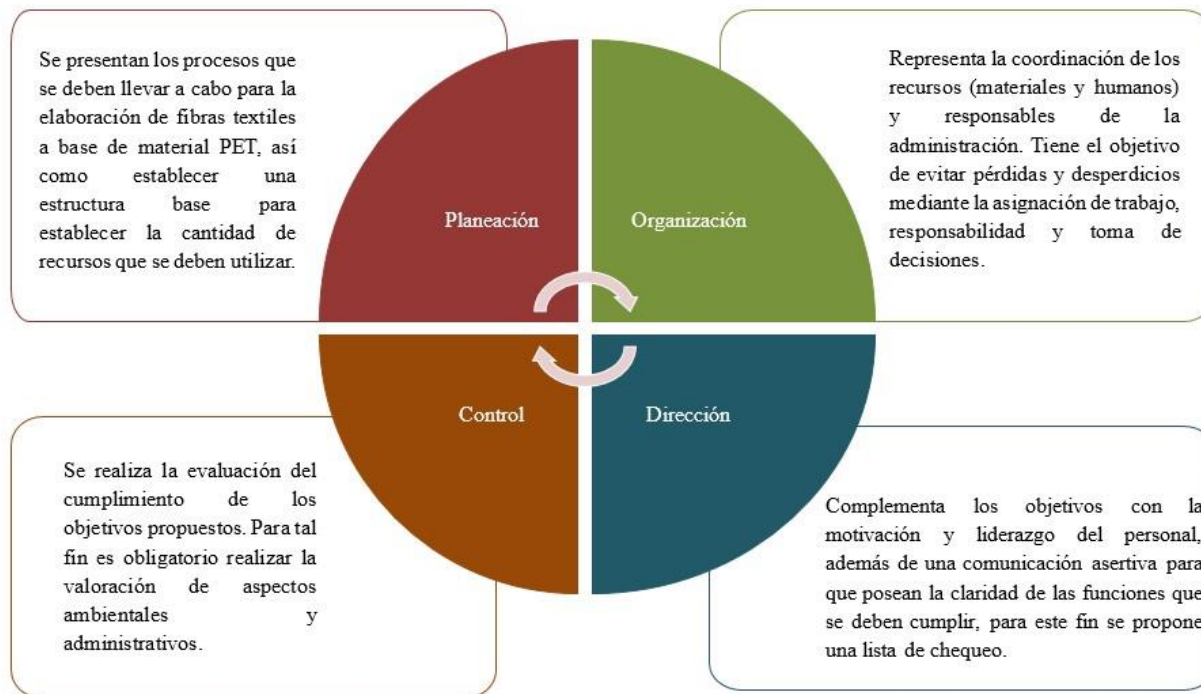 Se presentan los procesos que
se deben llevar a cabo para la
elaboración de fibras textiles
a base de material PET, así
como establecer una
estructura base para
establecer la cantidad de
recursos que se deben utilizar.
Planeación
Organización
Representa la coordinación de los
recursos (materiales y humanos)
y responsables de la
administración. Tiene el objetivo
de evitar pérdidas y desperdicios
mediante la asignación de trabajo,
responsabilidad y toma de
decisiones.
Se realiza la evaluación del
cumplimiento de los
objetivos propuestos. Para tal
fin es obligatorio realizar la
valoración de aspectos
ambientales y
administrativos.
Control
Dirección
Complementa los objetivos con la
motivación y liderazgo del personal,
además de una comunicación asertiva para
que posean la claridad de las funciones que
se deben cumplir, para este fin se propone
una lista de chequeo.